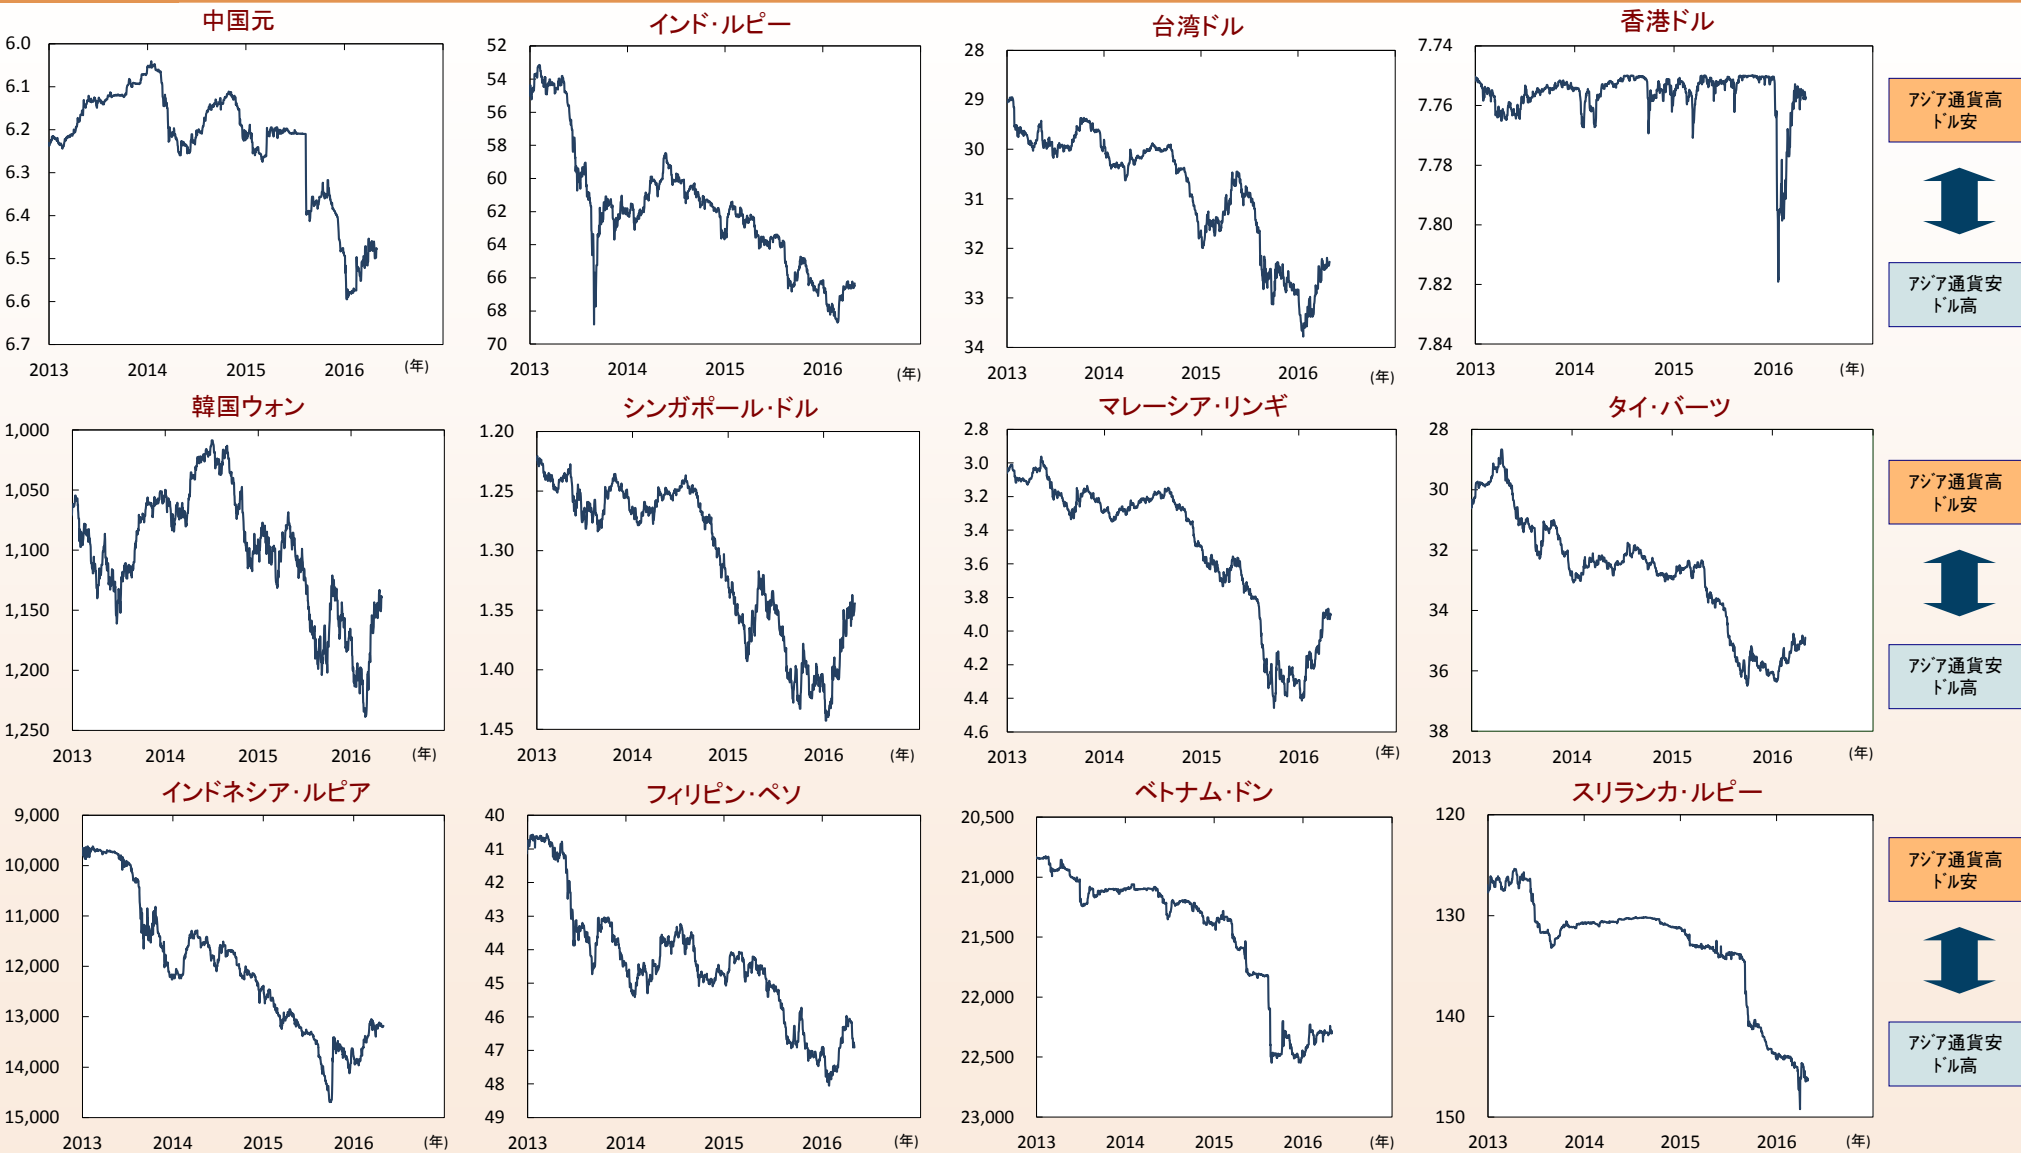 中国元
6.0
6.1
6.2
6.3
6.4
6.5
6.6
6.7
2013 2014 2015 2016 (年)
インド・ルピー
52
54
56
58
60
62
64
66
68
70
2013 2014 2015 2016 (年)
台湾ドル
28
29
30
31
32
33
34
2013 2014 2015 2016 (年)
香港ドル
7.74
7.76
7.78
7.80
7.82
7.84
2013 2014 2015 2016 (年)
アジア通貨高
ドル安
アジア通貨安
ドル高
韓国ウォン
1,000
1,050
1,100
1,150
1,200
1,250
2013 2014 2015 2016 (年)
シンガポール・ドル
1.20
1.25
1.30
1.35
1.40
1.45
2013 2014 2015 2016 (年)
マレーシア・リンギ
2.8
3.0
3.2
3.4
3.6
3.8
4.0
4.2
4.4
4.6
2013 2014 2015 2016 (年)
タイ・バーツ
28
30
32
34
36
38
2013 2014 2015 2016 (年)
アジア通貨高
ドル安
アジア通貨安
ドル高
インドネシア・ルピア
9,000
10,000
11,000
12,000
13,000
14,000
15,000
2013 2014 2015 2016 (年)
フィリピン・ペソ
40
41
42
43
44
45
46
47
48
49
2013 2014 2015 2016 (年)
ベトナム・ドン
20,500
21,000
21,500
22,000
22,500
23,000
2013 2014 2015 2016 (年)
スリランカ・ルピー
120
130
140
150
2013 2014 2015 2016 (年)
アジア通貨高
ドル安
アジア通貨安
ドル高